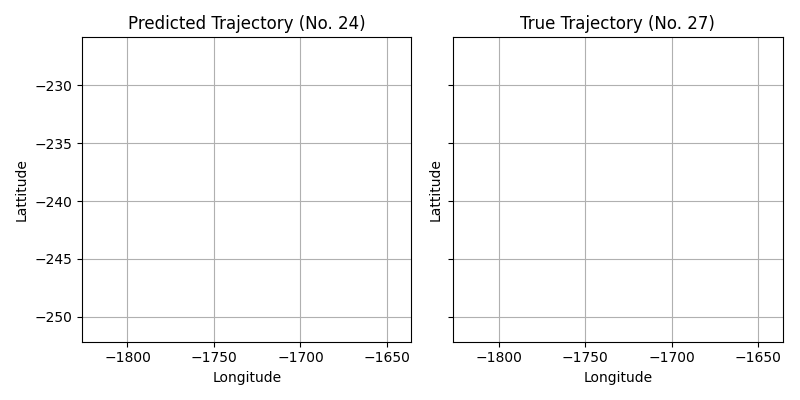 Predicted Trajectory (No. 24)
True Trajectory (No. 27)
Lattitude
−230
−235
−240
−245
−250
−1800
−1750
−1700
−1650
Longitude
Lattitude
−1800
−1750
−1700
−1650
Longitude